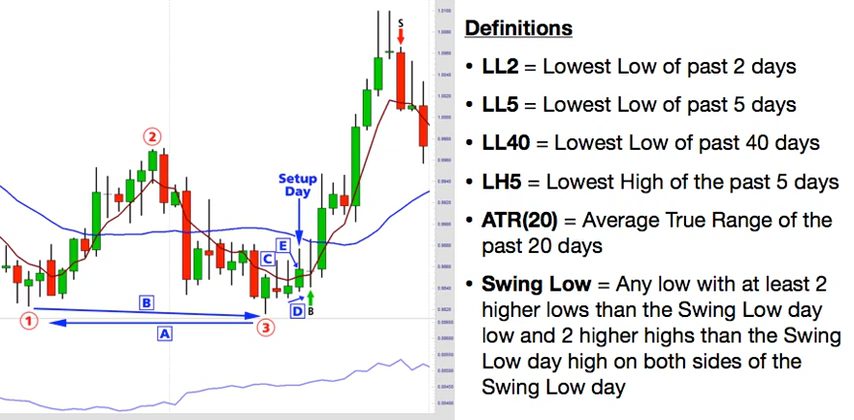 S
2
Setup
Day
E
C
B
D
B
1
3
A
Definitions
• LL2 = Lowest Low of past 2 days
• LL5 = Lowest Low of past 5 days
• LL40 = Lowest Low of past 40 days
• LH5 = Lowest High of the past 5 days
• ATR(20) = Average True Range of the
past 20 days
• Swing Low = Any low with at least 2
higher lows than the Swing Low day
low and 2 higher highs than the Swing
Low day high on both sides of the
Swing Low day